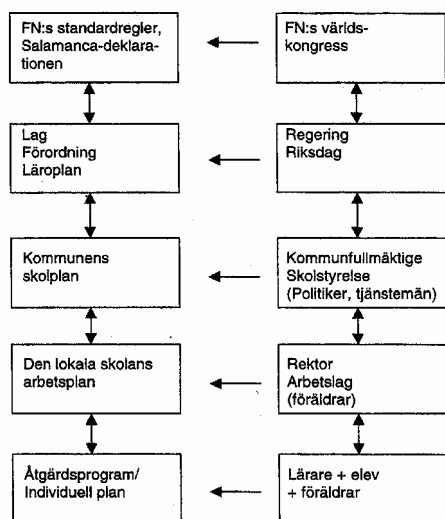 FN:s standardregler,
Salamanca-deklara-
tionen
FN:s världs-
kongress
Lag
Förordning
Läroplan
Regering
Riksdag
Kommunens
skolplan
Kommunfullmäktige
Skolstyrelse
(Politiker, tjänstemän)
Den lokala skolans
arbetsplan
Rektor
Arbetslag
(föräldrar)
Åtgärdsprogram/
Individuell plan
Lärare + elev
+ föräldrar